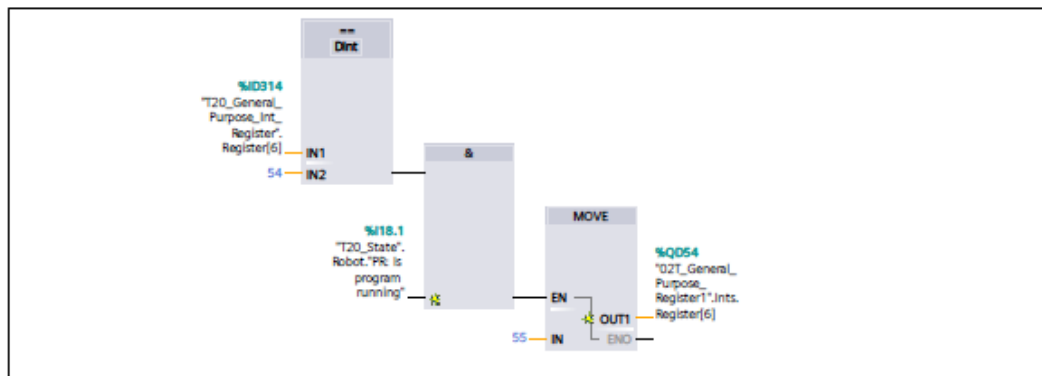 ==
Dint
%ID314
"T20_General_
Purpose_Int_
Register".
Register[6]
IN1
54
IN2
&
%I18.1
"T20_State".
Robot."PR: Is
program
running"
MOVE
%QD54
"02T_General_
Purpose_
Register1".Ints.
Register[6]
EN
OUT1
55
IN
ENO